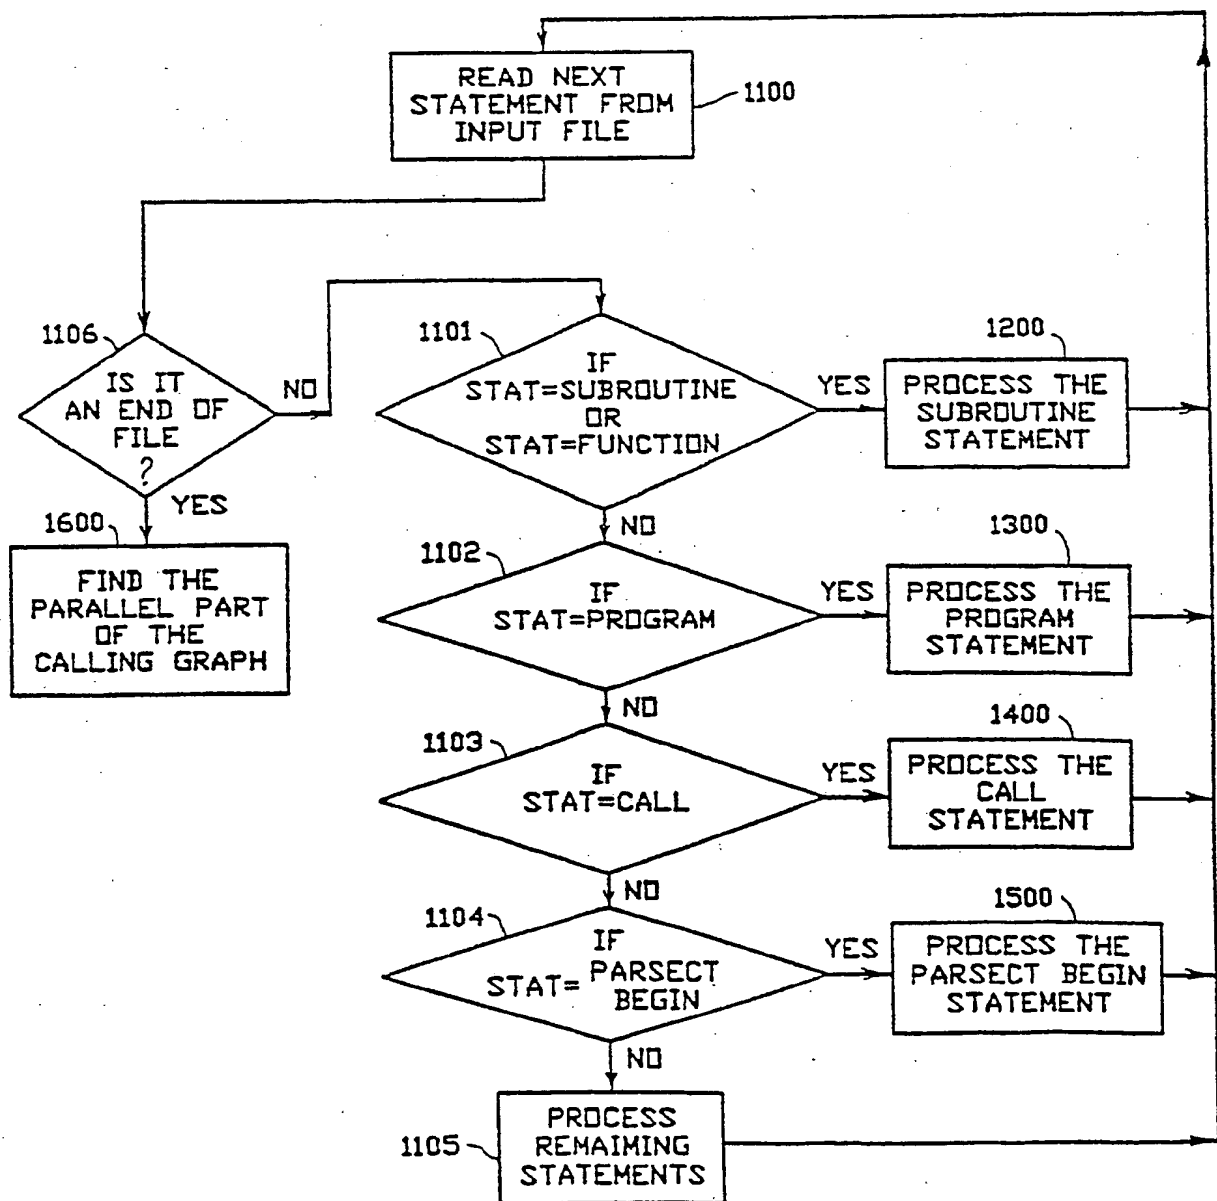 READ NEXT
STATEMENT FROM
INPUT FILE
1100
1106
IS IT
AN END OF
FILE
?
NO
YES
1600
FIND THE
PARALLEL PART
OF THE
CALLING GRAPH
1101
IF
STAT=SUBROUTINE
OR
STAT=FUNCTION
YES
1200
PROCESS THE
SUBROUTINE
STATEMENT
NO
1102
IF
STAT=PROGRAM
YES
1300
PROCESS THE
PROGRAM
STATEMENT
NO
1103
IF
STAT=CALL
YES
1400
PROCESS THE
CALL
STATEMENT
NO
1104
IF
STAT= PARSECT
BEGIN
YES
1500
PROCESS THE
PARSECT BEGIN
STATEMENT
NO
1105
PROCESS
REMAIMING
STATEMENTS